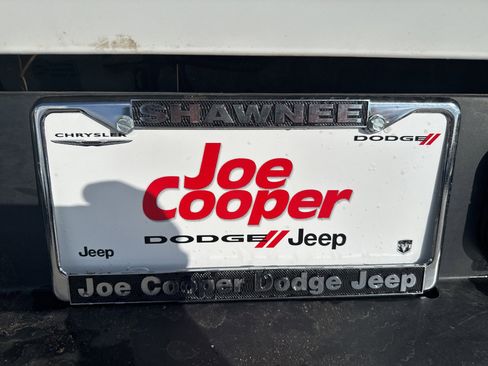 SHAWNEE
CHRYSLER
DODGE
Joe
Cooper
DODGE Jeep
Jeep
Joe Cooper Dodge Jeep